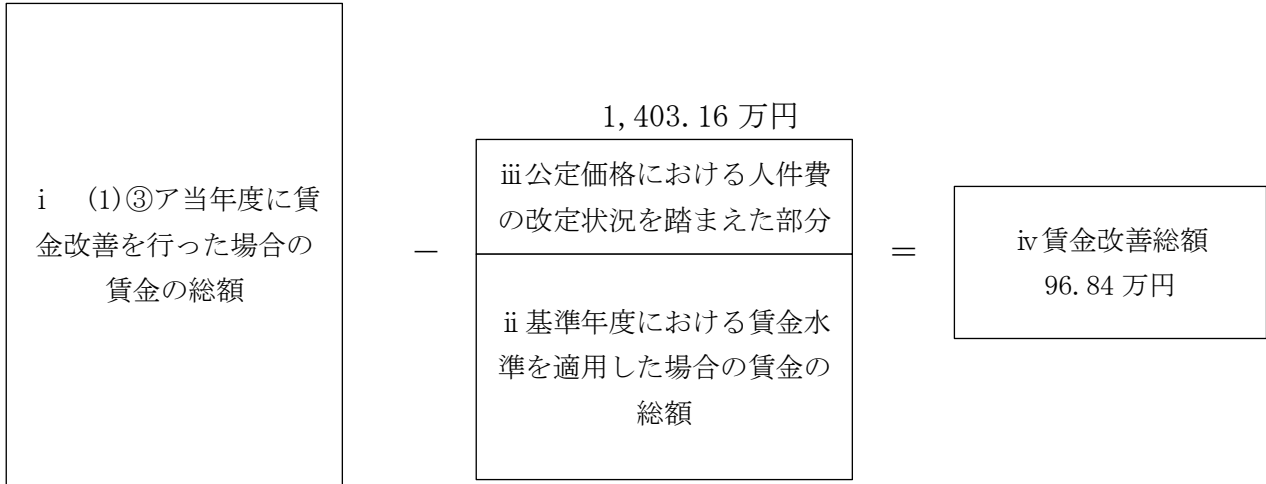 ⅰ　(1)③ア当年度に賃
金改善を行った場合の
賃金の総額
－
1,403.16 万円
ⅲ公定価格における人件費
の改定状況を踏まえた部分
ⅱ基準年度における賃金水
準を適用した場合の賃金の
総額
＝
ⅳ賃金改善総額
96.84 万円